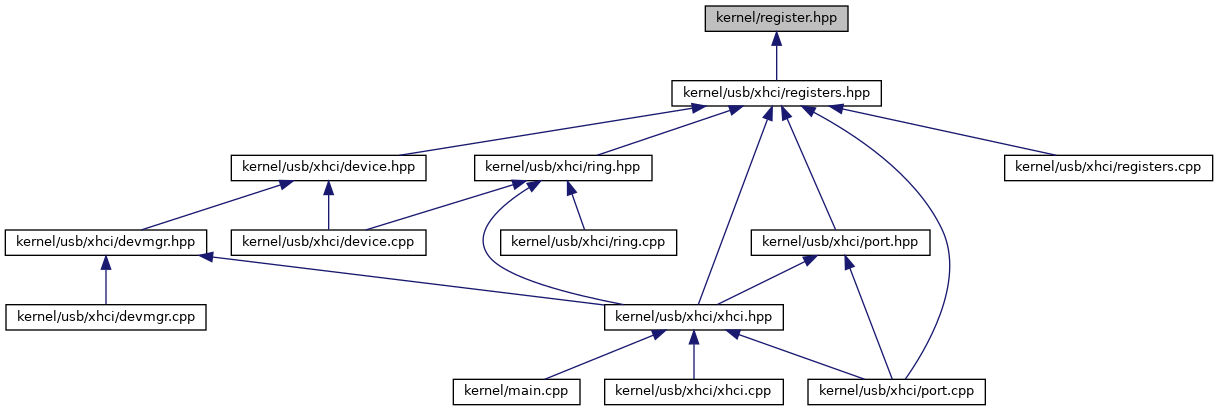 kernel/register.hpp
kernel/usb/xhci/registers.hpp
kernel/usb/xhci/device.hpp
kernel/usb/xhci/ring.hpp
kernel/usb/xhci/registers.cpp
kernel/usb/xhci/devmgr.hpp
kernel/usb/xhci/device.cpp
kernel/usb/xhci/ring.cpp
kernel/usb/xhci/port.hpp
kernel/usb/xhci/devmgr.cpp
kernel/usb/xhci/xhci.hpp
kernel/main.cpp
kernel/usb/xhci/xhci.cpp
kernel/usb/xhci/port.cpp